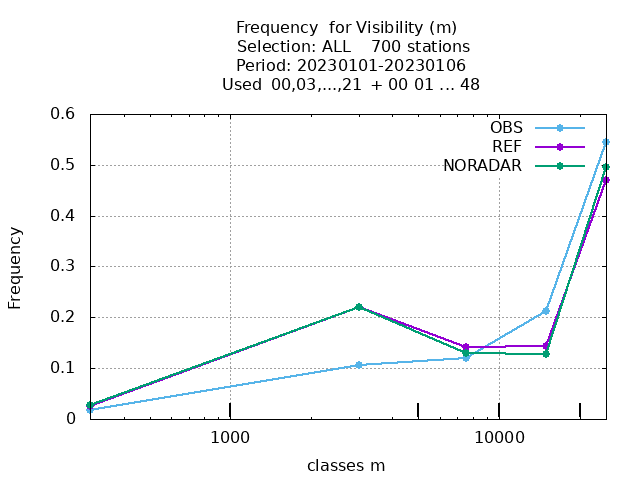 Frequency  for Visibility (m)
Selection: ALL    700 stations
Period: 20230101-20230106
Used  00,03,...,21  + 00 01 ... 48
0.6
0.5
0.4
0.3
0.2
0.1
0
Frequency
OBS
REF
NORADAR
1000
10000
classes m